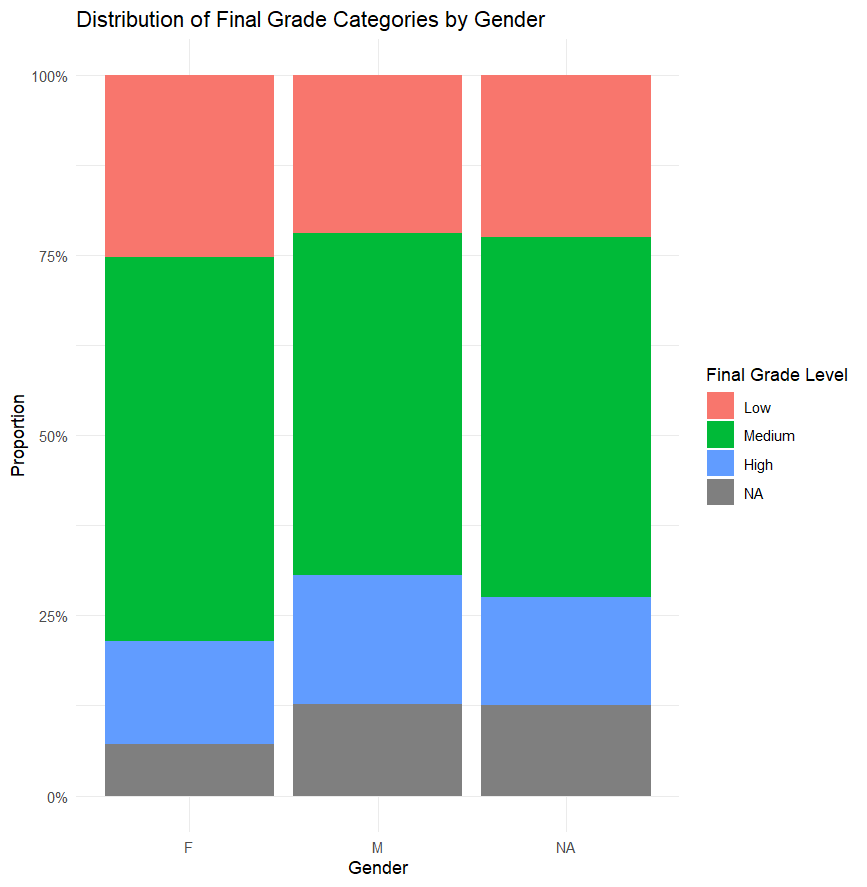 Distribution of Final Grade Categories by Gender
100%
75%
50%
25%
0%
Proportion
F
M
NA
Gender
Final Grade Level
Low
Medium
High
NA